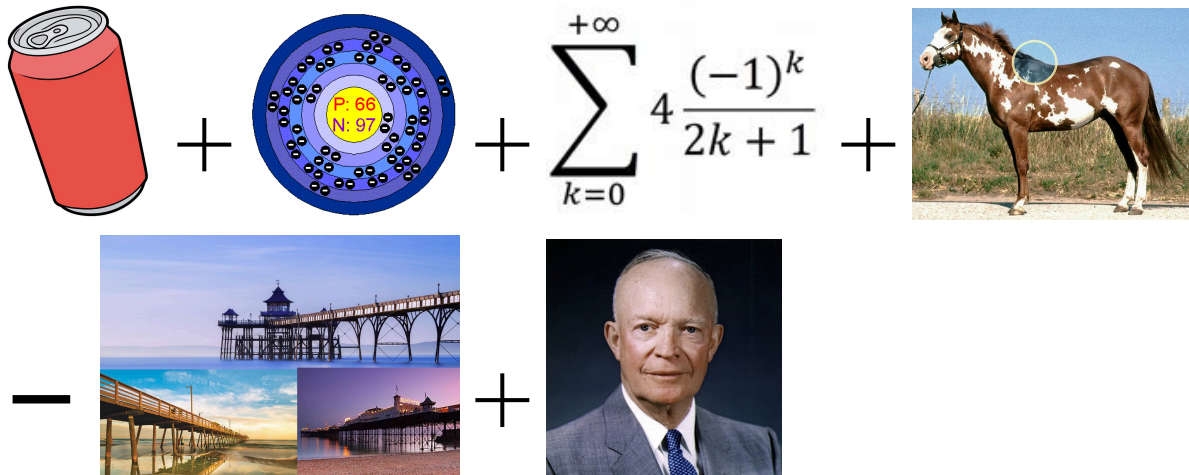 P: 66
N: 97
+ + +∞ ∑ k=0 4 (-1)^k / (2k + 1) +
− +